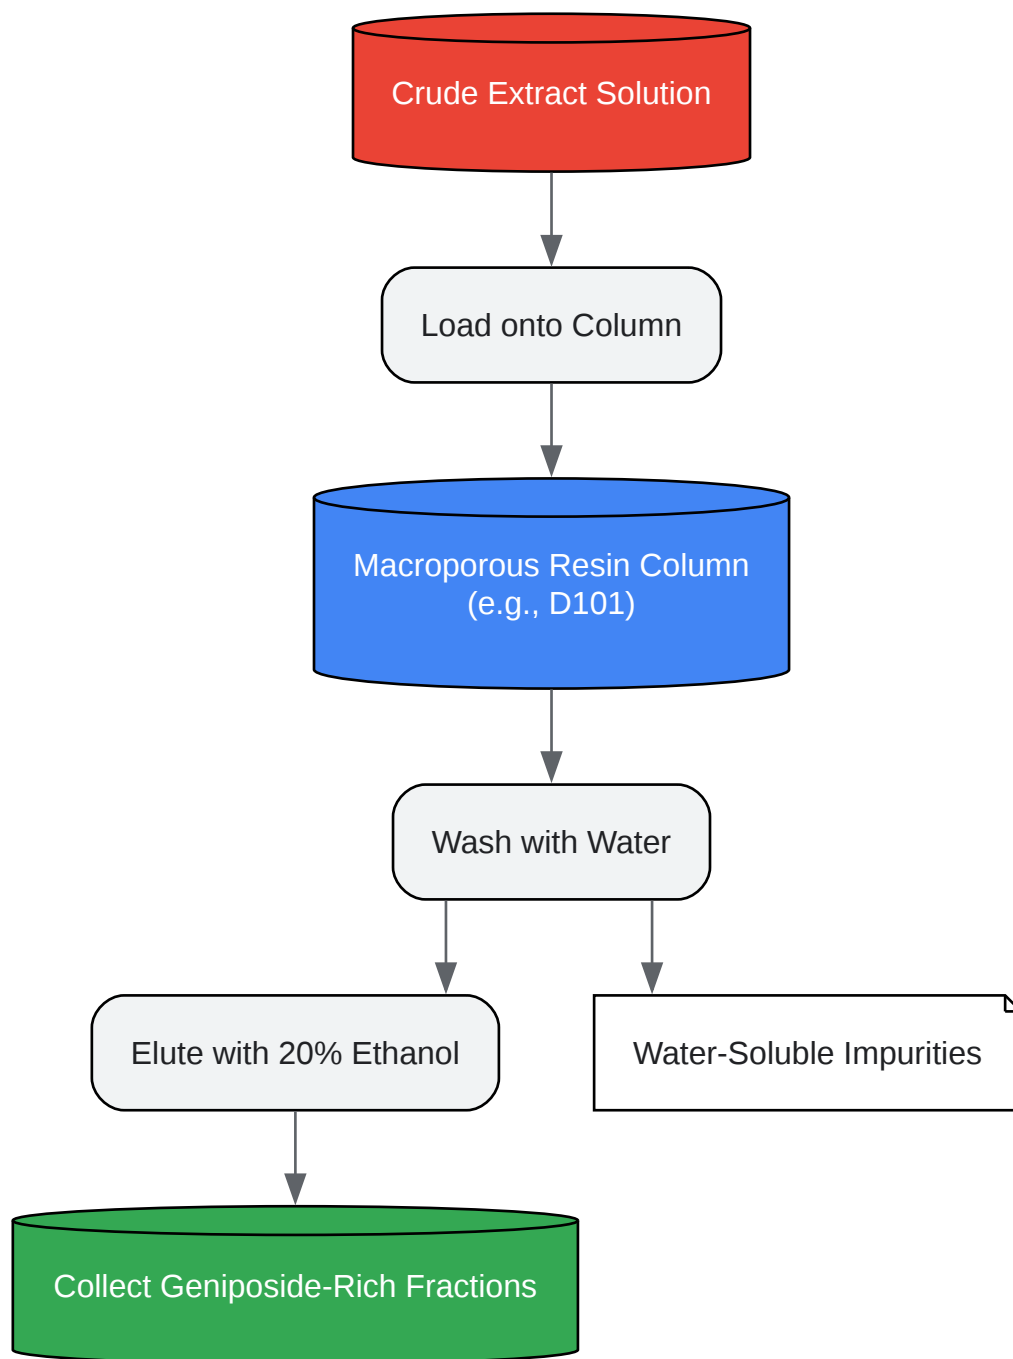 Crude Extract Solution
Load onto Column
Macroporous Resin Column
(e.g., D101)
Wash with Water
Elute with 20% Ethanol
Water-Soluble Impurities
Collect Geniposide-Rich Fractions